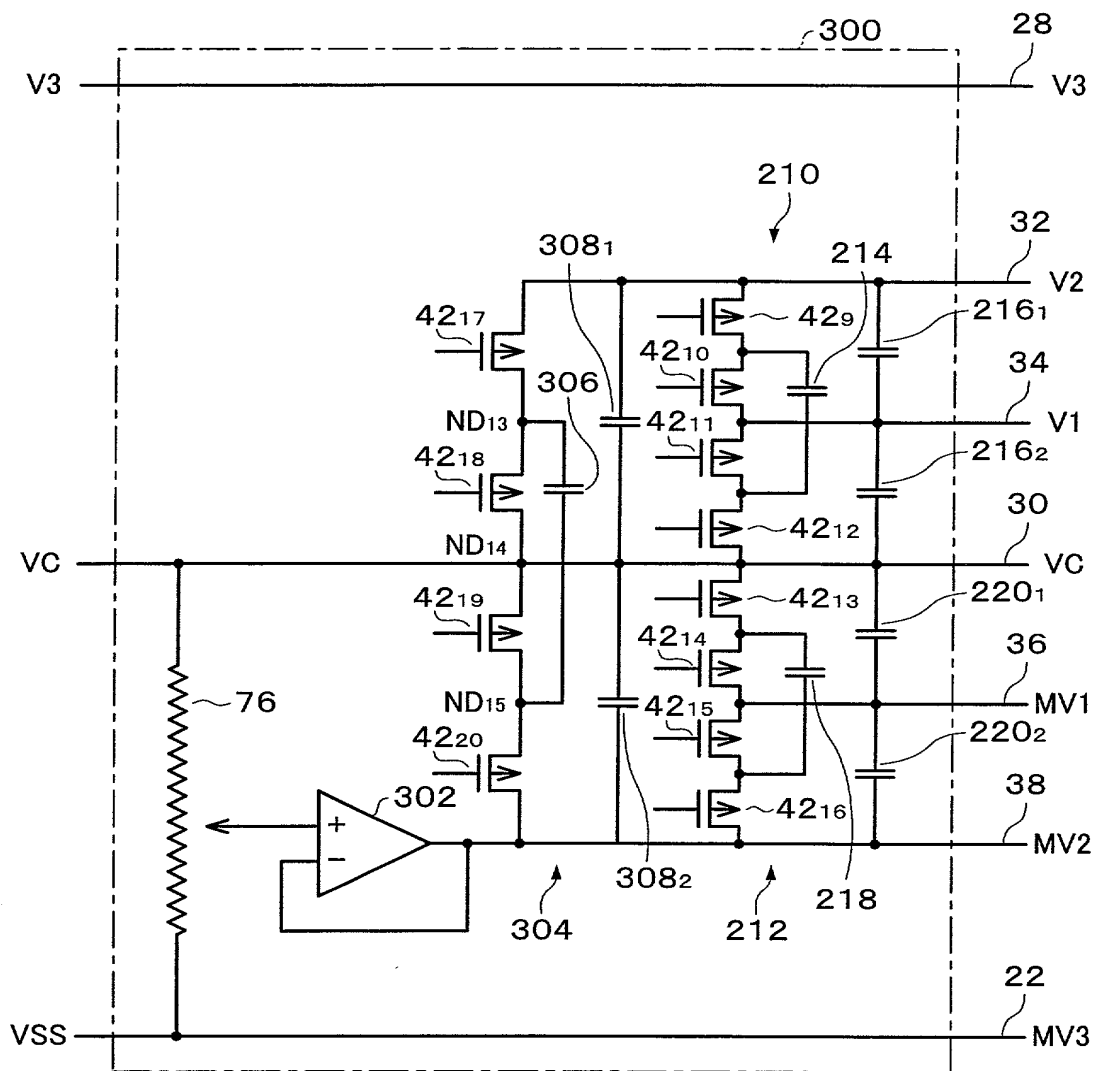 300
28
V3
V3
210
32
308₁
214
V2
42₁₇
42₉
216₁
42₁₀
34
306
ND₁₃
42₁₁
V1
42₁₈
216₂
42₁₂
30
ND₁₄
VC
VC
42₁₉
42₁₃
220₁
42₁₄
36
76
ND₁₅
42₁₅
MV1
42₂₀
220₂
302
42₁₆
38
+
−
MV2
308₂
218
304
212
22
VSS
MV3